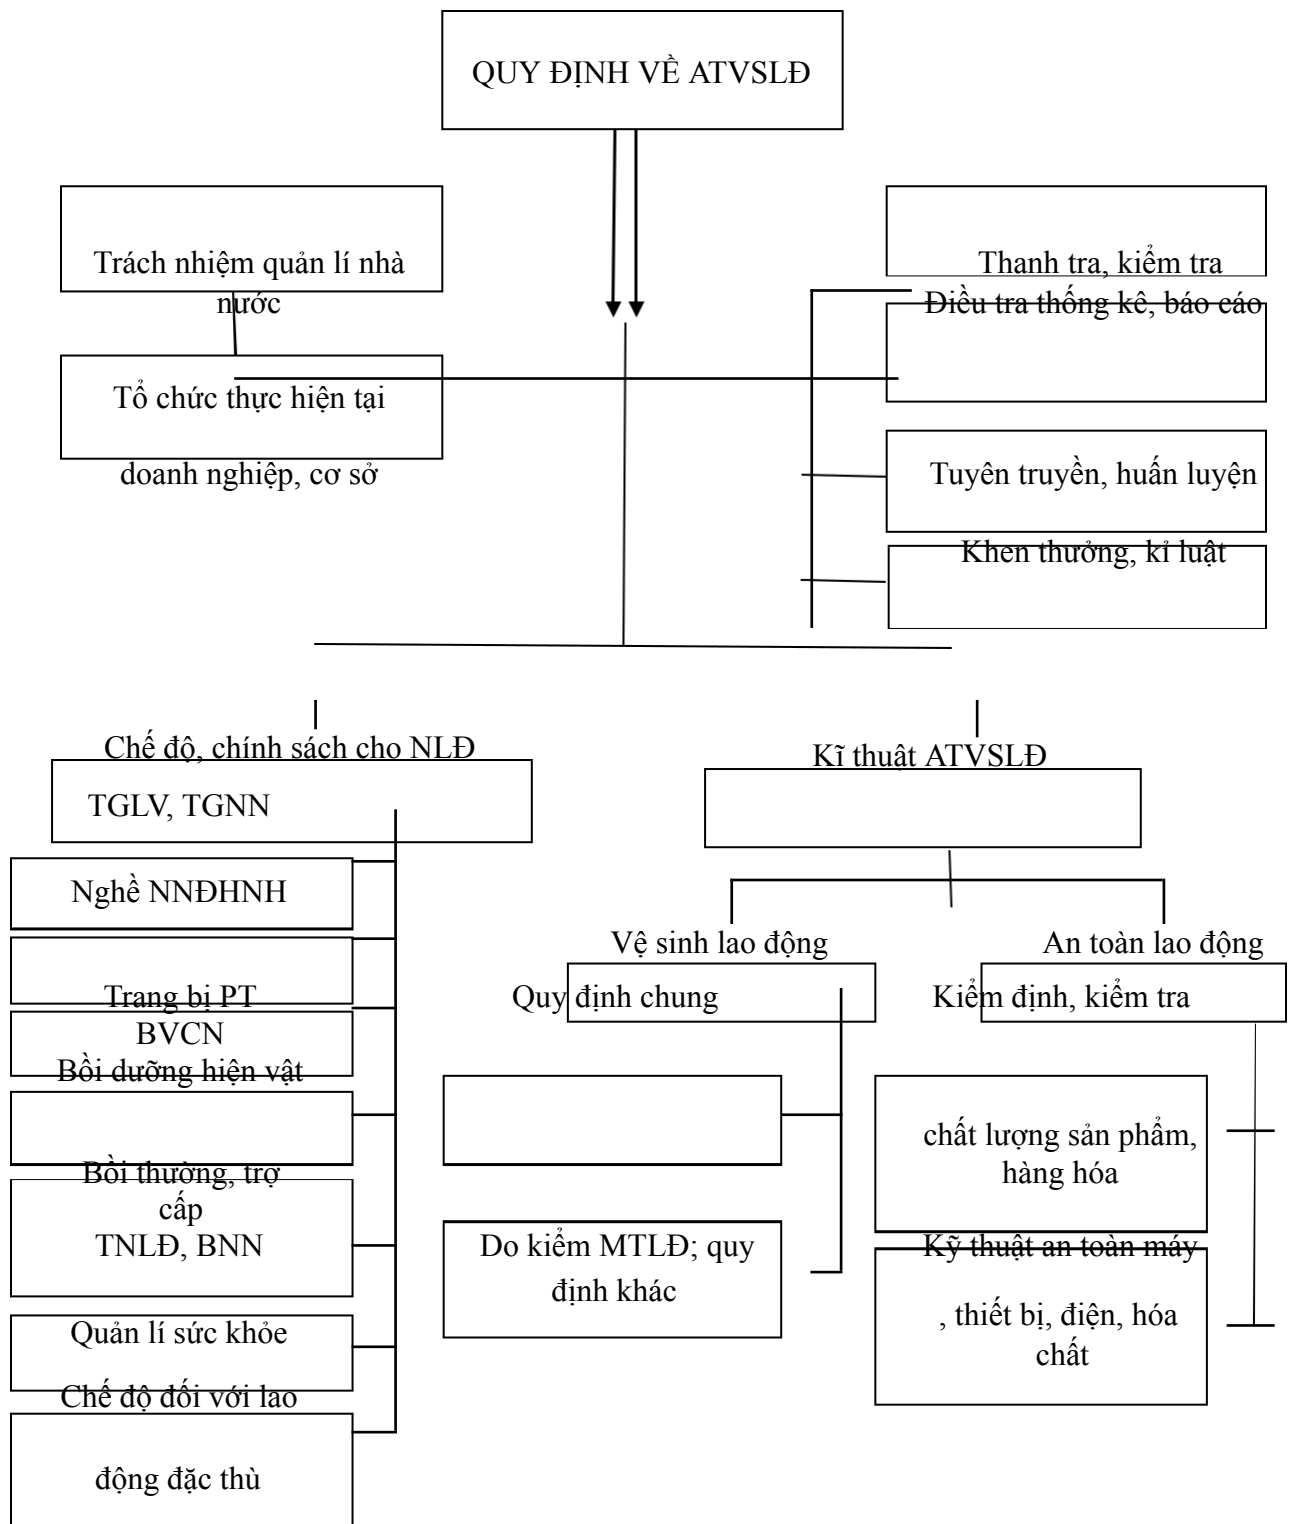 QUY ĐỊNH VỀ ATVSLĐ
Trách nhiệm quản lí nhà
nước
Tổ chức thực hiện tại
doanh nghiệp, cơ sở
Thanh tra, kiểm tra
Điều tra thống kê, báo cáo
Tuyên truyền, huấn luyện
Khen thưởng, kỉ luật
Chế độ, chính sách cho NLĐ
TGLV, TGNN
Nghề NNĐHNH
Trang bị PT
BVCN
Bồi dưỡng hiện vật
Bồi thường, trợ
cấp
TNLĐ, BNN
Quản lí sức khỏe
Chế độ đối với lao
động đặc thù
Kĩ thuật ATVSLĐ
Vệ sinh lao động
Quy định chung
Do kiểm MTLĐ; quy
định khác
An toàn lao động
Kiểm định, kiểm tra
chất lượng sản phẩm,
hàng hóa
Kỹ thuật an toàn máy
, thiết bị, điện, hóa
chất